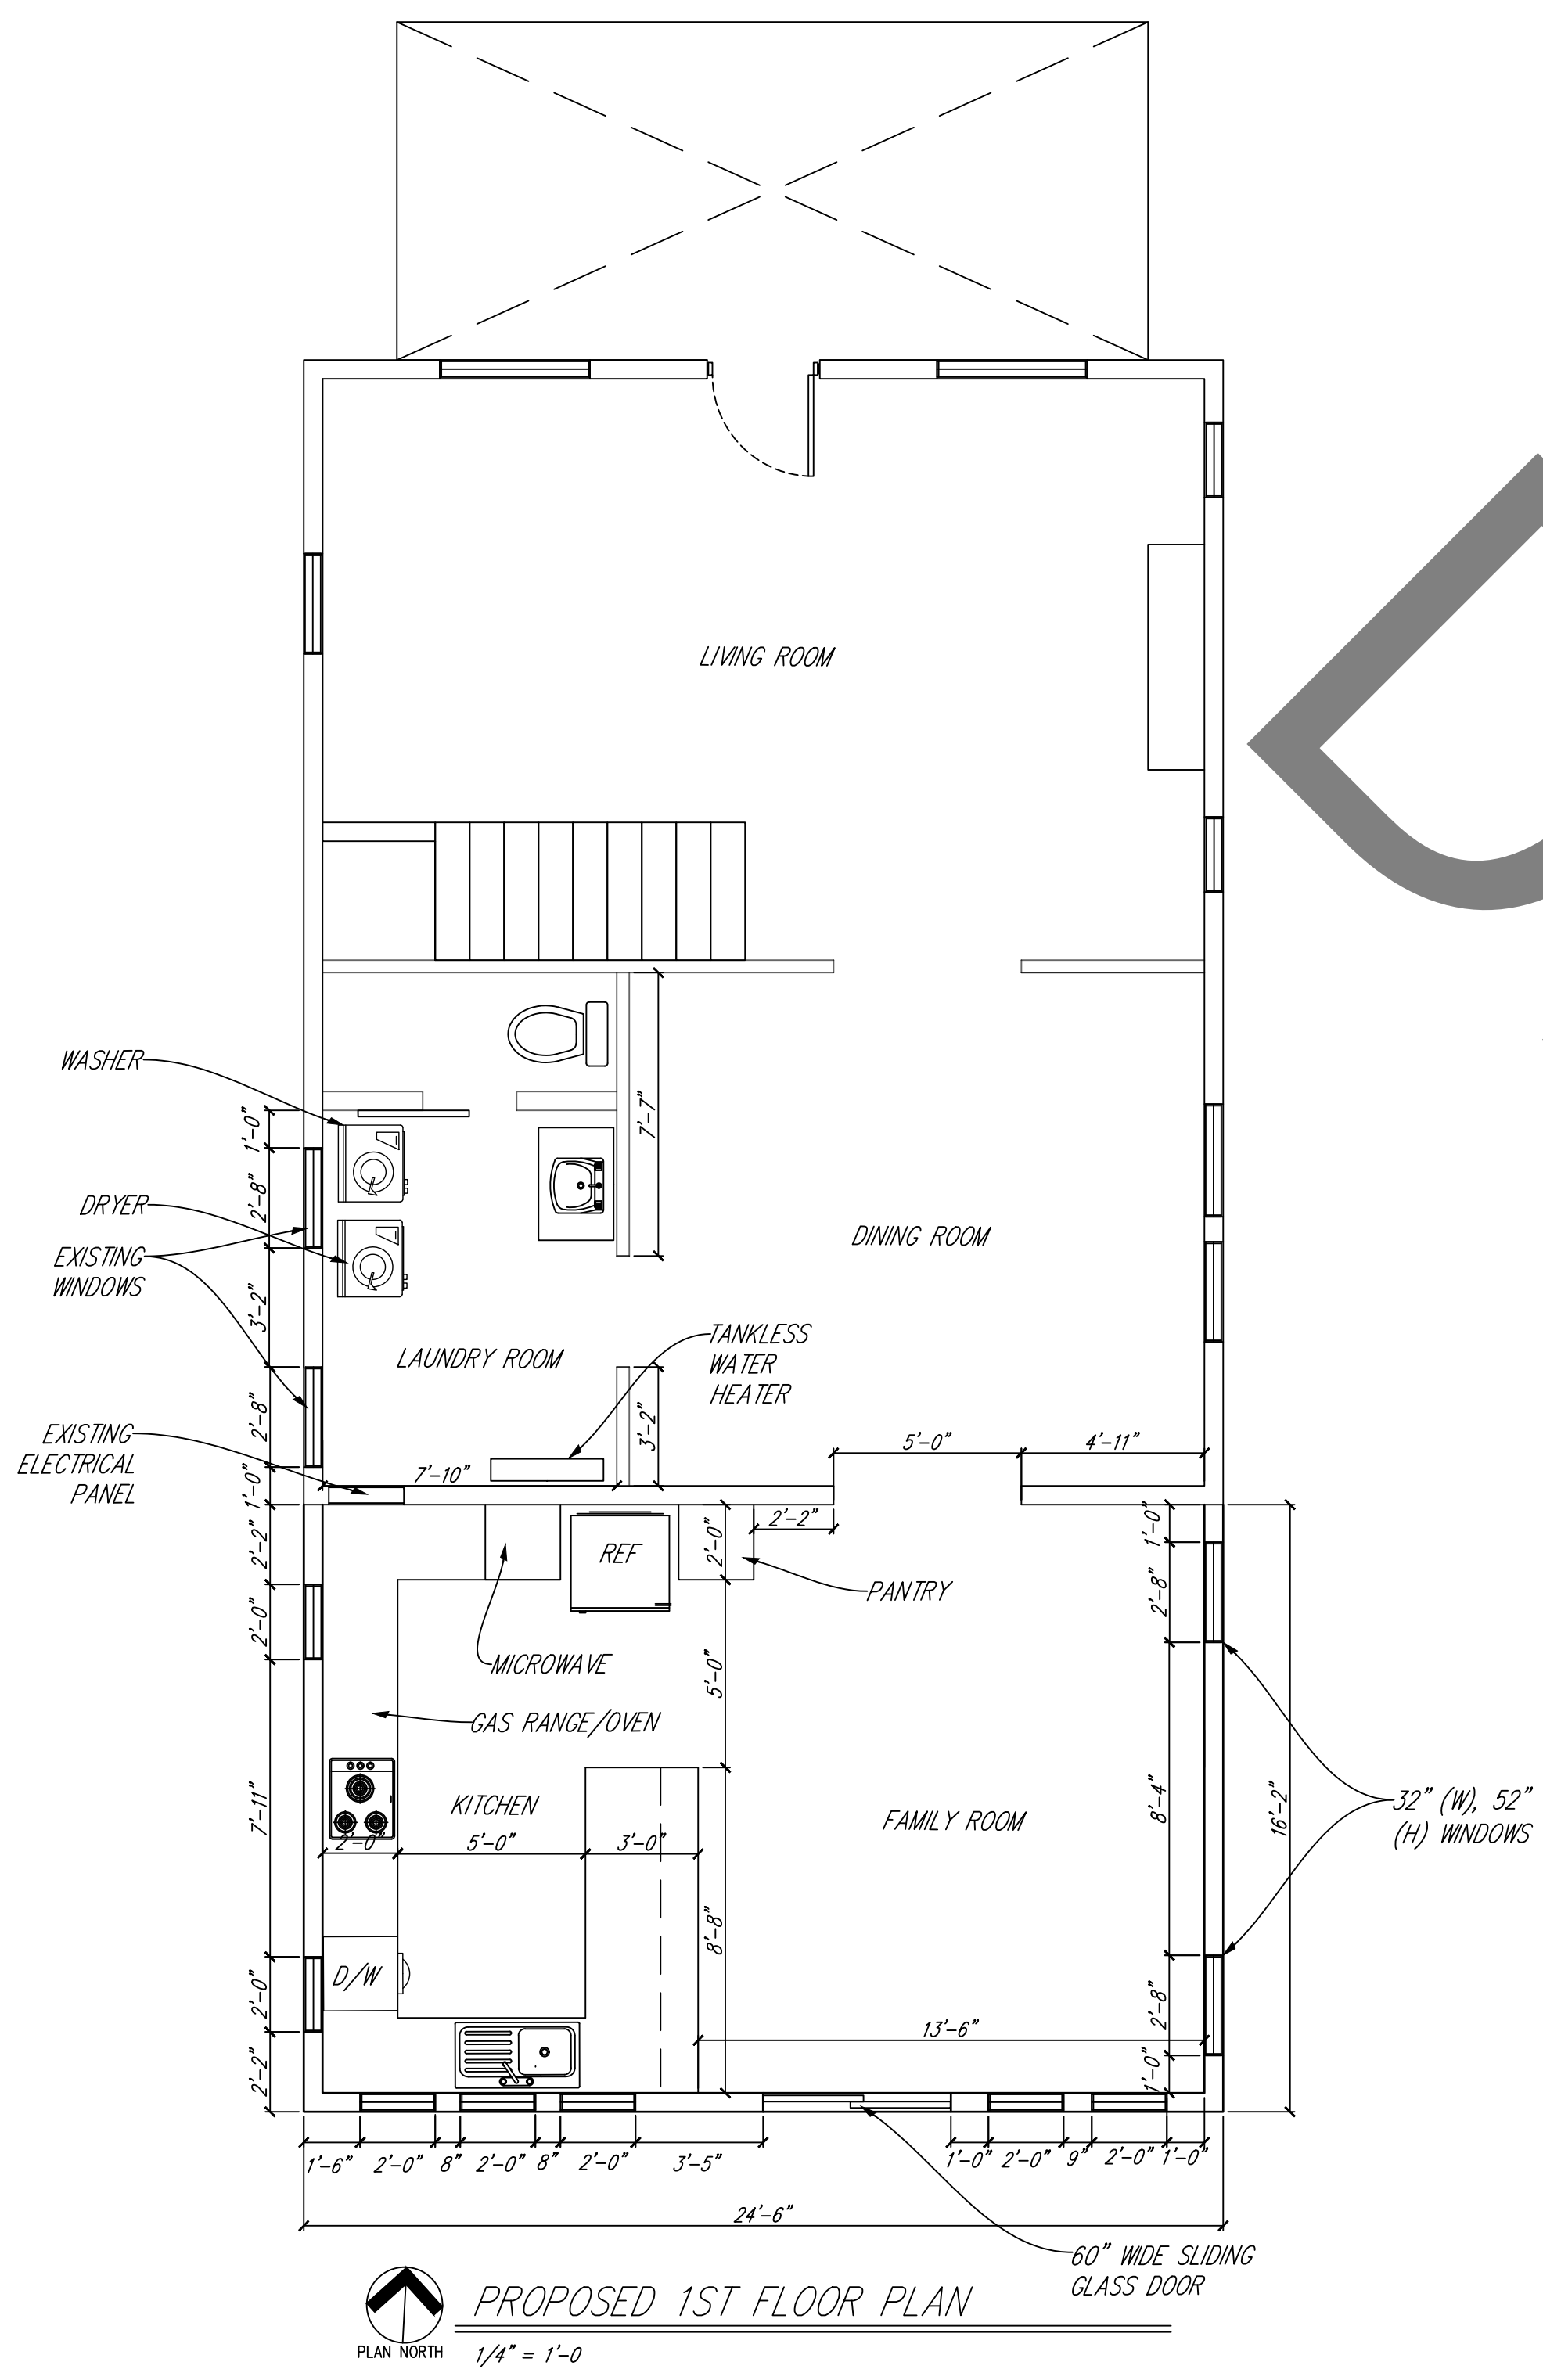 LIVING ROOM
WASHER
1'-0"
7'-7"
2'-8"
DRYER
DINING ROOM
EXISTING
WINDOWS
3'-2"
TANKLESS
WATER
HEATER
LAUNDRY ROOM
2'-8"
3'-2"
EXISTING
ELECTRICAL
PANEL
5'-0"
4'-11"
7'-10"
1'-0"
2'-2"
2'-2"
1'-0"
REF
2'-0"
2'-8"
PANTRY
2'-0"
MICROWAVE
5'-0"
GAS RANGE/OVEN
KITCHEN
FAMILY ROOM
7'-11"
8'-4"
16'-2"
32" (W), 52"
(H) WINDOWS
2'-0"
5'-0"
3'-0"
8'-8"
D/W
2'-0"
2'-8"
13'-6"
2'-2"
1'-0"
1'-6"
2'-0"
8"
2'-0"
8"
2'-0"
3'-5"
1'-0"
2'-0"
9"
2'-0"
1'-0"
24'-6"
60" WIDE SLIDING
GLASS DOOR
PROPOSED 1ST FLOOR PLAN
PLAN NORTH
1/4" = 1'-0